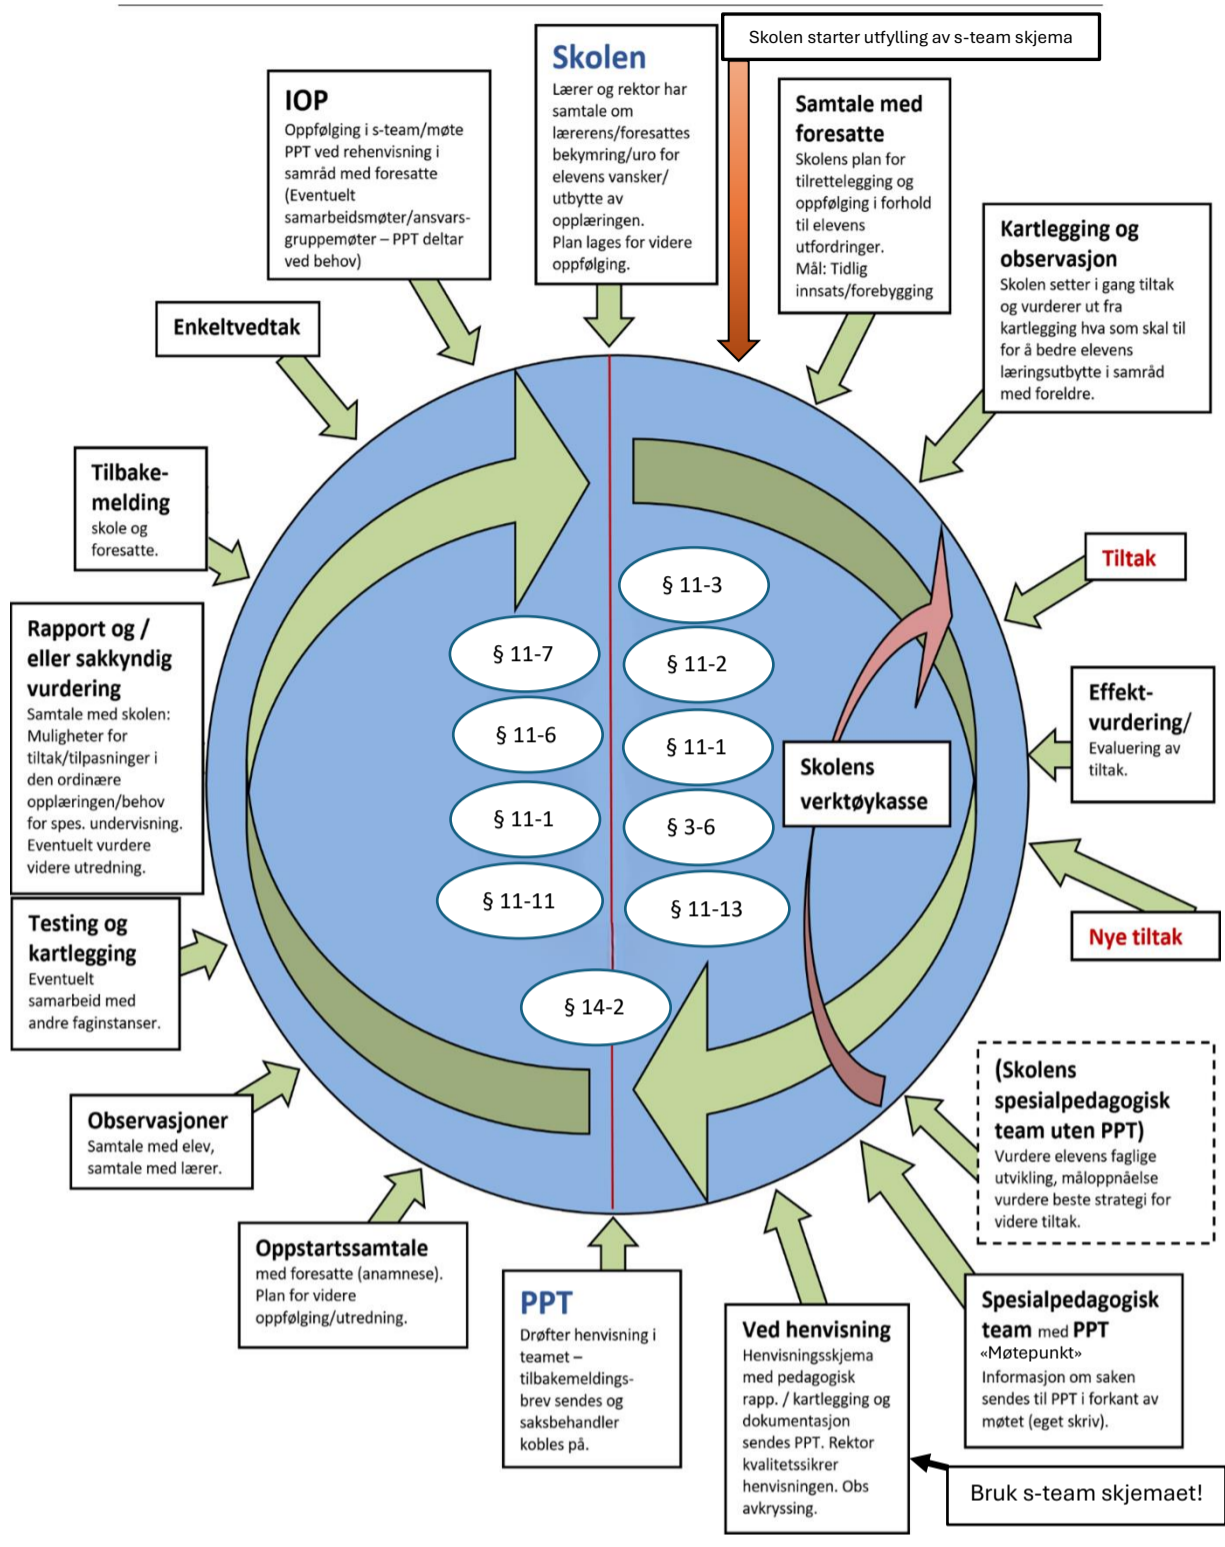 Skolen starter utfylling av s-team skjema
Skolen
Lærer og rektor har
samtale om
lærerens/foresattes
bekymring/uro for
elevens vansker/
utbytte av
opplæringen.
Plan lages for videre
oppfølging.
Samtale med
foresatte
Skolens plan for
tilrettelegging og
oppfølging i forhold
til elevens
utfordringer.
Mål: Tidlig
innsats/forebygging
Kartlegging og
observasjon
Skolen setter i gang tiltak
og vurderer ut fra
kartlegging hva som skal til
for å bedre elevens
læringsutbytte i samråd
med foreldre.
Tiltak
Effekt-
vurdering/
Evaluering av
tiltak.
Nye tiltak
(Skolens
spesialpedagogisk
team uten PPT)
Vurdere elevens faglige
utvikling, måloppnåelse
vurdere beste strategi for
videre tiltak.
Spesialpedagogisk
team med PPT
«Møtepunkt»
Informasjon om saken
sendes til PPT i forkant av
møtet (eget skriv).
Bruk s-team skjemaet!
Ved henvisning
Henvisningsskjema
med pedagogisk
rapp. / kartlegging og
dokumentasjon
sendes PPT. Rektor
kvalitetssikrer
henvisningen. Obs
avkryssing.
PPT
Drøfter henvisning i
teamet –
tilbakemeldings-
brev sendes og
saksbehandler
kobles på.
Oppstartssamtale
med foresatte (anamnese).
Plan for videre
oppfølging/utredning.
Observasjoner
Samtale med elev,
samtale med lærer.
Testing og
kartlegging
Eventuelt
samarbeid med
andre faginstanser.
Rapport og /
eller sakkyndig
vurdering
Samtale med skolen:
Muligheter for
tiltak/tilpasninger i
den ordinære
opplæringen/behov
for spes. undervisning.
Eventuelt vurdere
videre utredning.
Tilbake-
melding
skole og
foresatte.
Enkeltvedtak
IOP
Oppfølging i s-team/møte
PPT ved rehenvisning i
samråd med foresatte
(Eventuelt
samarbeidsmøter/ansvars-
gruppemøter – PPT deltar
ved behov)
§ 11-3
§ 11-2
§ 11-1
§ 3-6
§ 11-13
§ 14-2
§ 11-7
§ 11-6
§ 11-1
§ 11-11
Skolens
verktøykasse